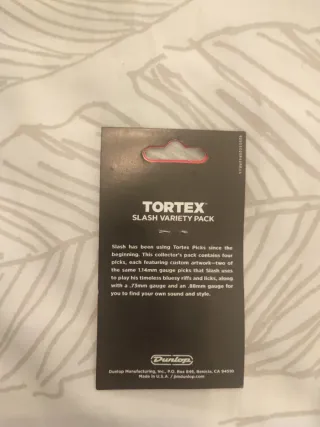 TORTEX™
SLASH VARIETY PACK
Slash has been using Tortex Picks since the
beginning. This collector's pack contains four
picks, each featuring custom artwork—two of
the same 1.14mm gauge picks that Slash uses
to play his timeless bluesy riffs and licks, along
with a .73mm gauge and an .88mm gauge for
you to find your own sound and style.
Dunlop
Dunlop Manufacturing, Inc., P.O. Box 846, Benicia, CA 94510
Made in U.S.A. / jimdunlop.com